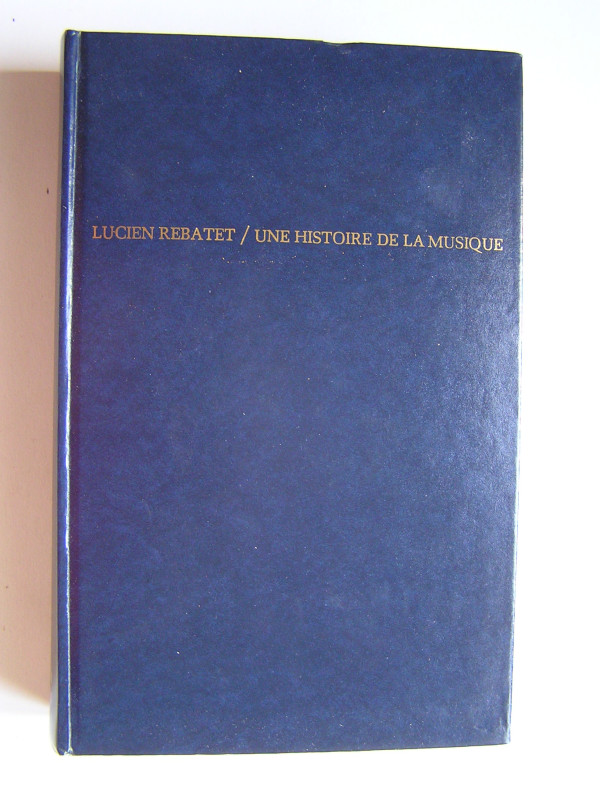 LUCIEN REBATET / UNE HISTOIRE DE LA MUSIQUE